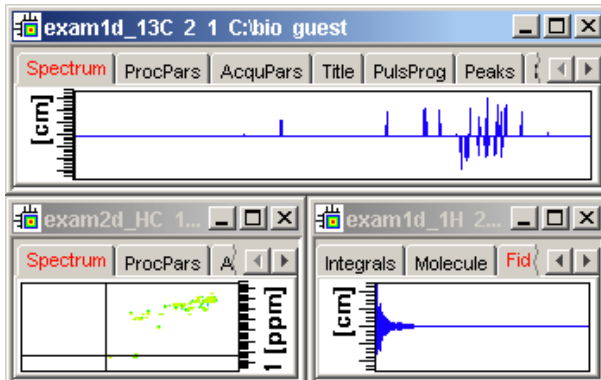 exam1d_13C 2 1 C:\bio guest
Spectrum ProcPars AcquPars Title PulsProg Peaks
[cm]
exam2d_HC 1...
Spectrum ProcPars
1 [ppm]
exam1d_1H 2...
Integrals Molecule Fid
[cm]